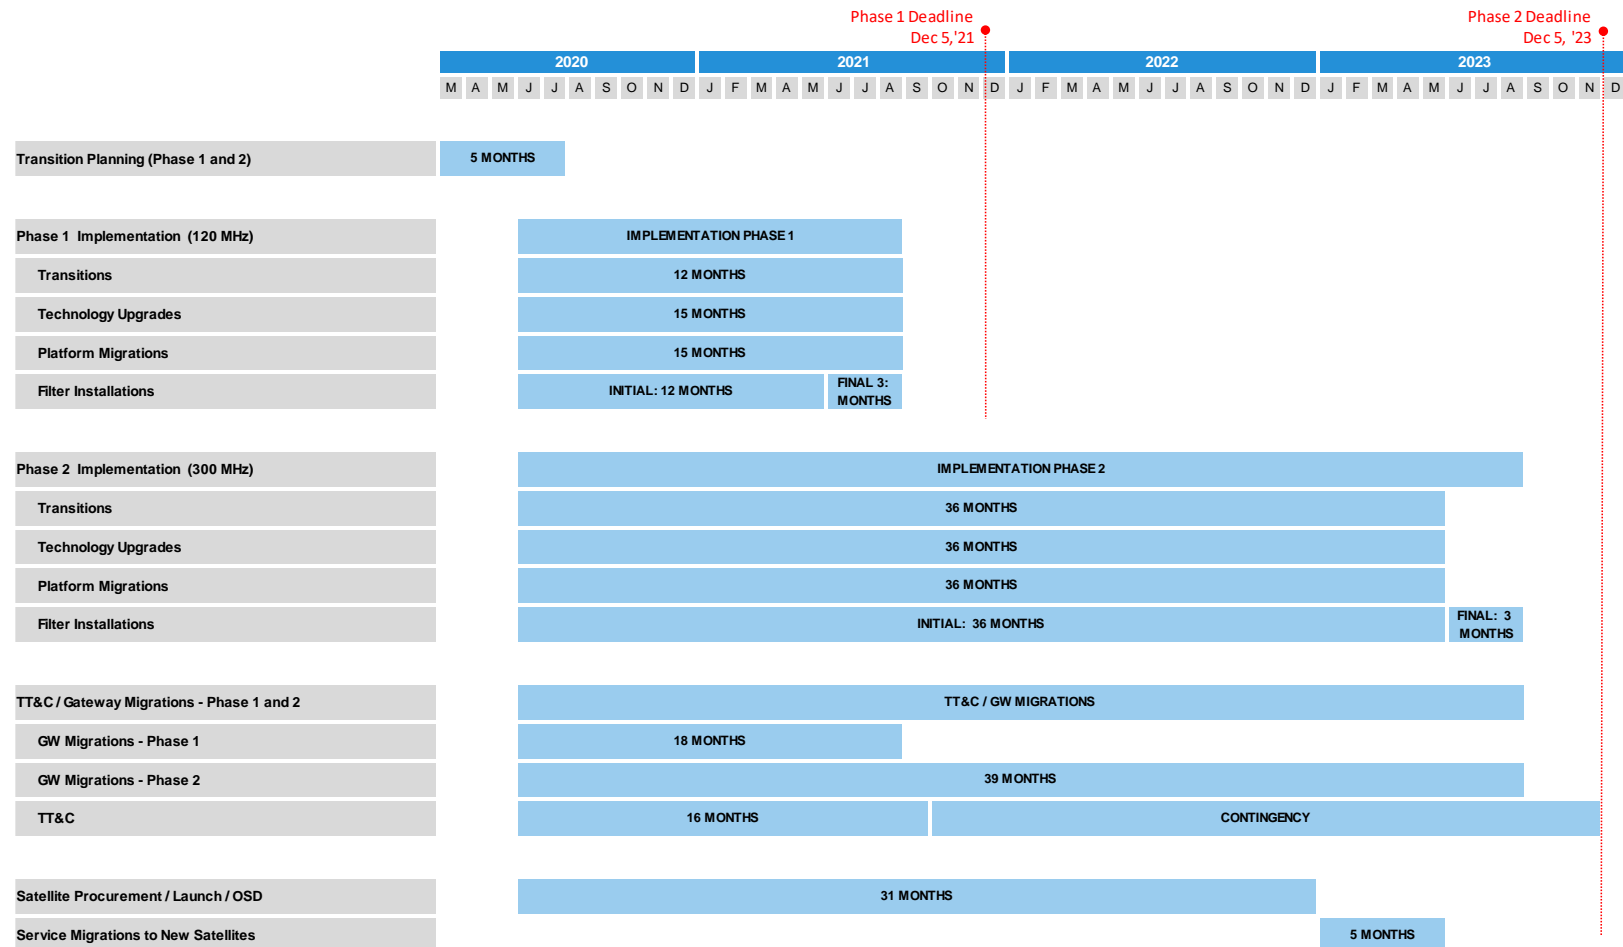 Phase 1 Deadline
Dec 5,'21
Phase 2 Deadline
Dec 5, '23
2020 2021 2022 2023
M A M J J A S O N D J F M A M J J A S O N D J F M A M J J A S O N D J F M A M J J A S O N D
Transition Planning (Phase 1 and 2) 5 MONTHS
Phase 1 Implementation (120 MHz) IMPLEMENTATION PHASE 1
Transitions 12 MONTHS
Technology Upgrades 15 MONTHS
Platform Migrations 15 MONTHS
Filter Installations INITIAL: 12 MONTHS FINAL 3:
MONTHS
Phase 2 Implementation (300 MHz) IMPLEMENTATION PHASE 2
Transitions 36 MONTHS
Technology Upgrades 36 MONTHS
Platform Migrations 36 MONTHS
Filter Installations INITIAL: 36 MONTHS FINAL: 3
MONTHS
TT&C / Gateway Migrations - Phase 1 and 2 TT&C / GW MIGRATIONS
GW Migrations - Phase 1 18 MONTHS
GW Migrations - Phase 2 39 MONTHS
TT&C 16 MONTHS CONTINGENCY
Satellite Procurement / Launch / OSD 31 MONTHS
Service Migrations to New Satellites 5 MONTHS